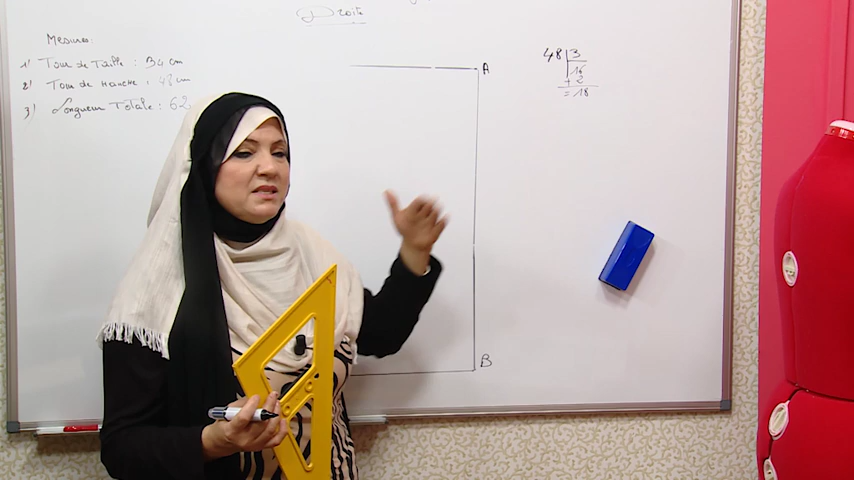 Droite
Mesures:
1) Tour de Taille : 34 cm
2) Tour de Hanche : 48 cm
3) Longueur Totale : 62
A
B
48 3
16
+ 2
= 18